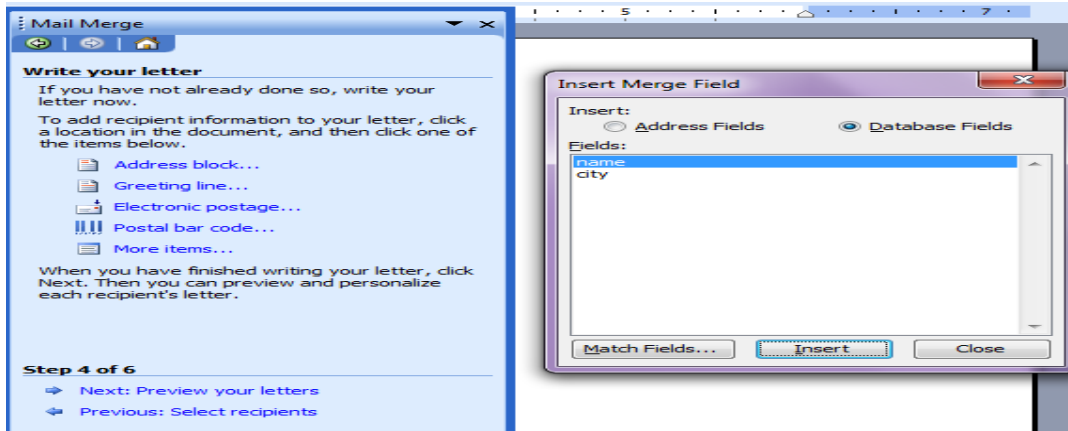 Mail Merge
Write your letter
If you have not already done so, write your
letter now.
To add recipient information to your letter, click
a location in the document, and then click one of
the items below.
Address block...
Greeting line...
Electronic postage...
Postal bar code...
More items...
When you have finished writing your letter, click
Next. Then you can preview and personalize
each recipient's letter.
Step 4 of 6
Next: Preview your letters
Previous: Select recipients
5 7
Insert Merge Field
Insert:
Address Fields Database Fields
Fields:
name
city
Match Fields... Insert Close